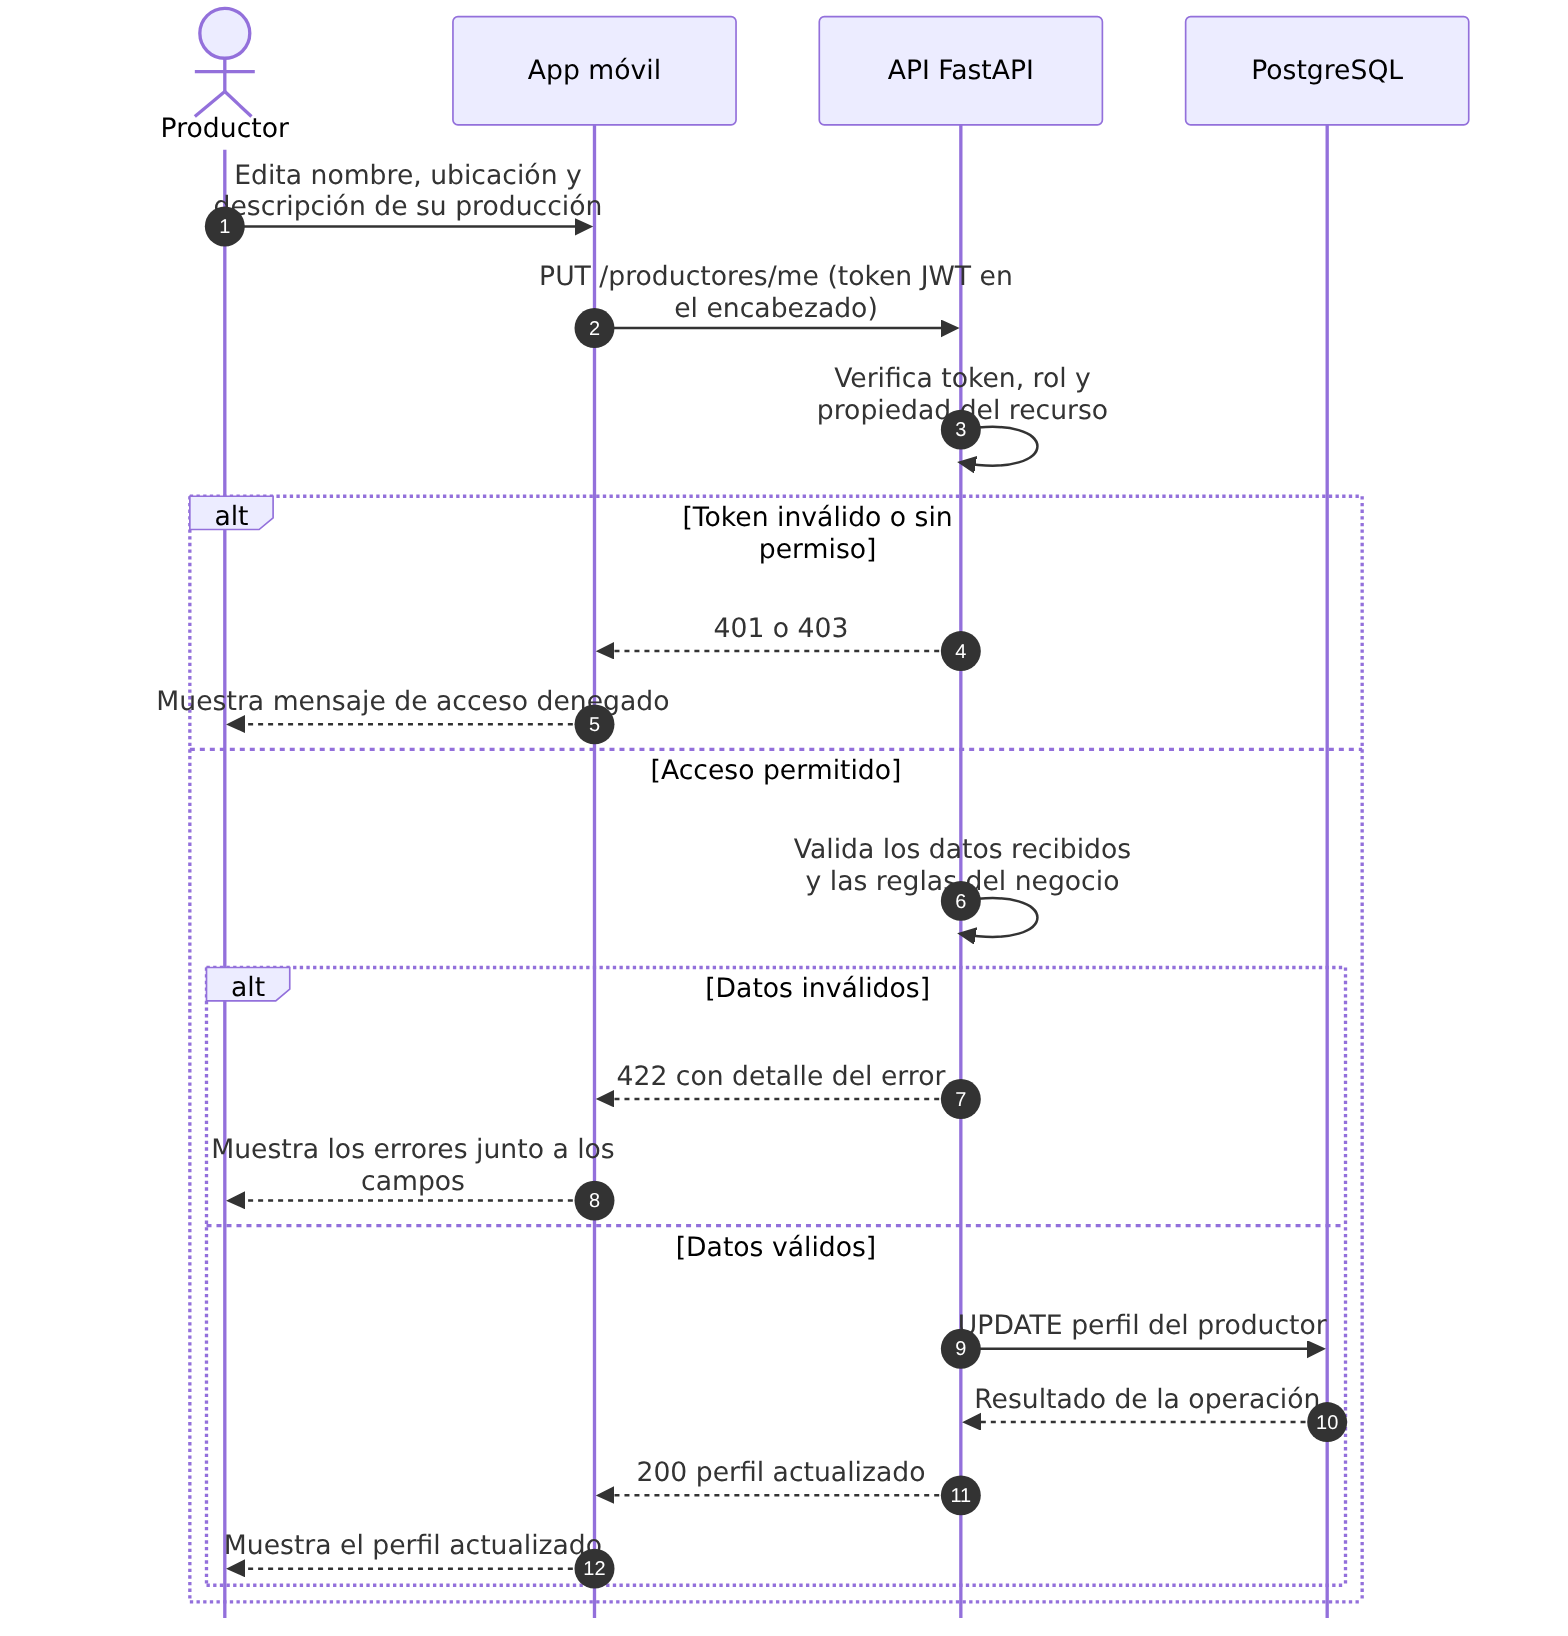 Productor
App móvil
API FastAPI
PostgreSQL
Edita nombre, ubicación y
descripción de su producción
1
PUT /productores/me (token JWT en
el encabezado)
2
Verifica token, rol y
propiedad del recurso
3
alt
[Token inválido o sin
permiso]
401 o 403
4
Muestra mensaje de acceso denegado
5
[Acceso permitido]
Valida los datos recibidos
y las reglas del negocio
6
alt
[Datos inválidos]
422 con detalle del error
7
Muestra los errores junto a los
campos
8
[Datos válidos]
UPDATE perfil del productor
9
Resultado de la operación
10
200 perfil actualizado
11
Muestra el perfil actualizado
12